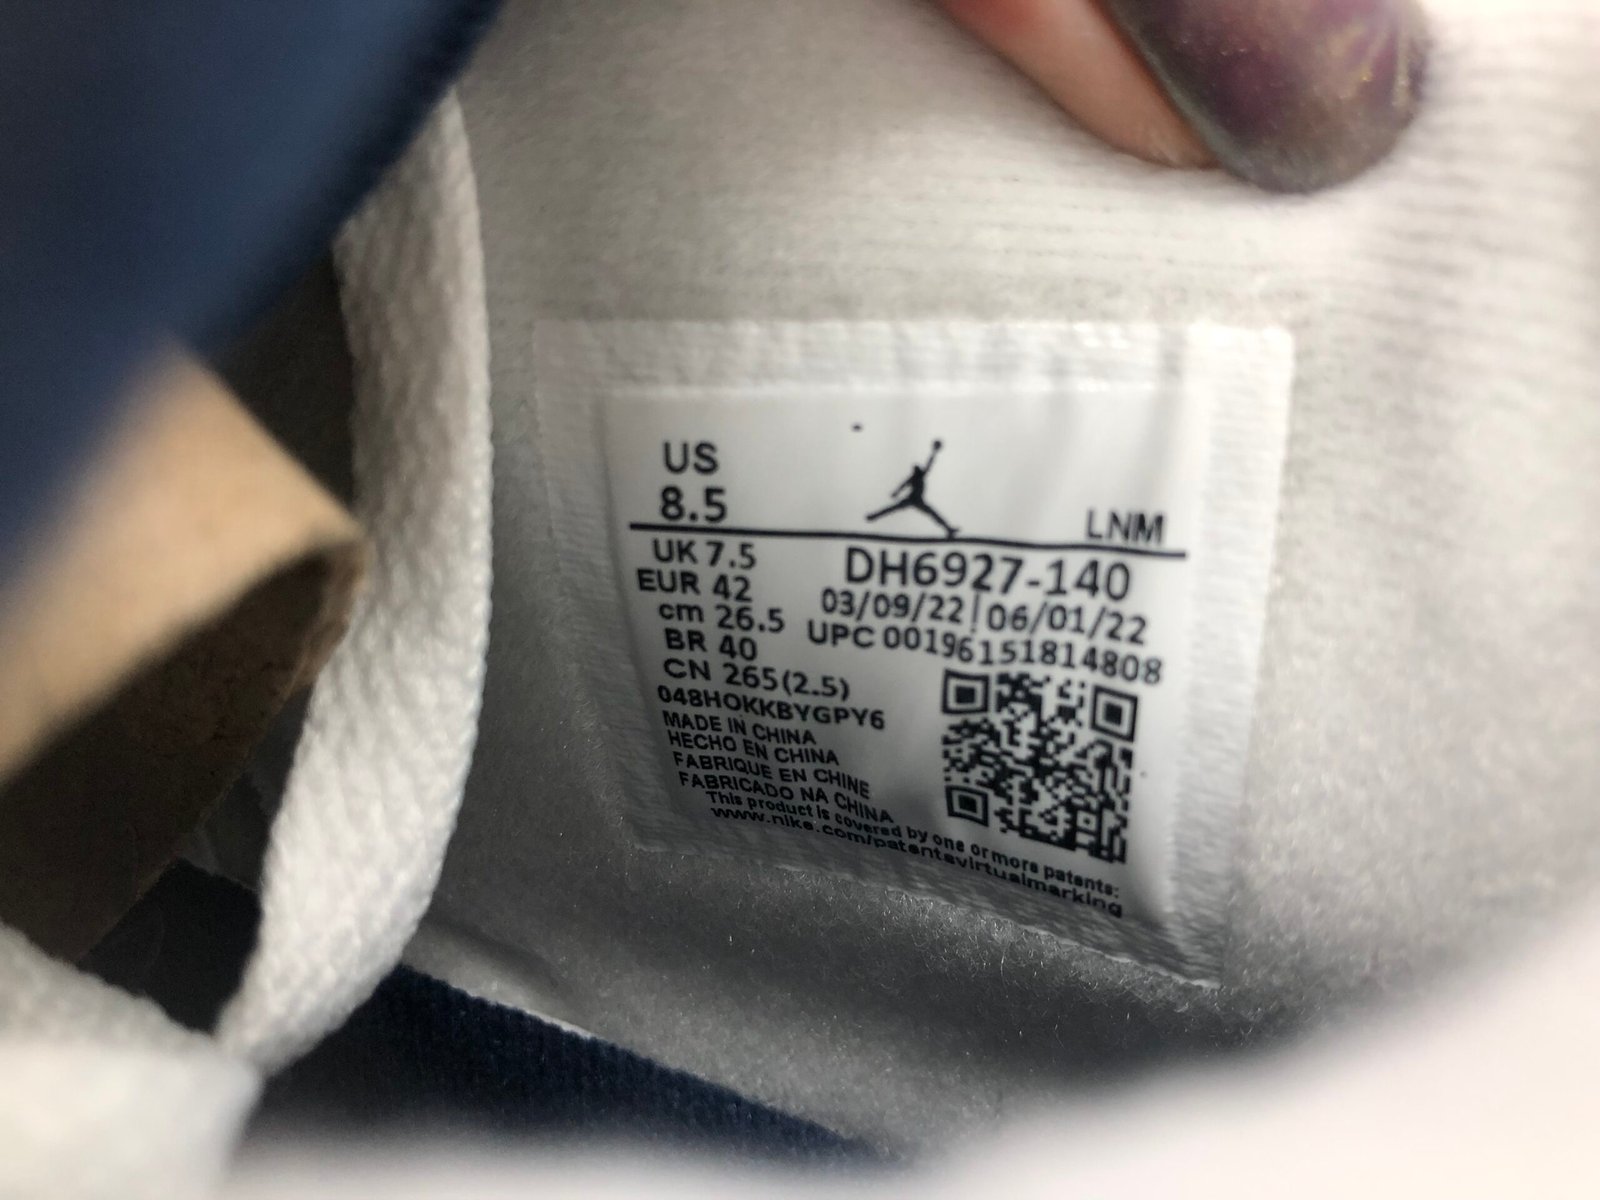 US
8.5
LNM
UK 7.5
EUR 42
cm 26.5
BR 40
CN 265(2.5)
DH6927-140
03/09/22|06/01/22
UPC 00196151814808
048HOKKBYGPY6
MADE IN CHINA
HECHO EN CHINA
FABRIQUE EN CHINE
FABRICADO NA CHINA
This product is covered by one or more patents:
www.nike.com/patentsvirtualmarking